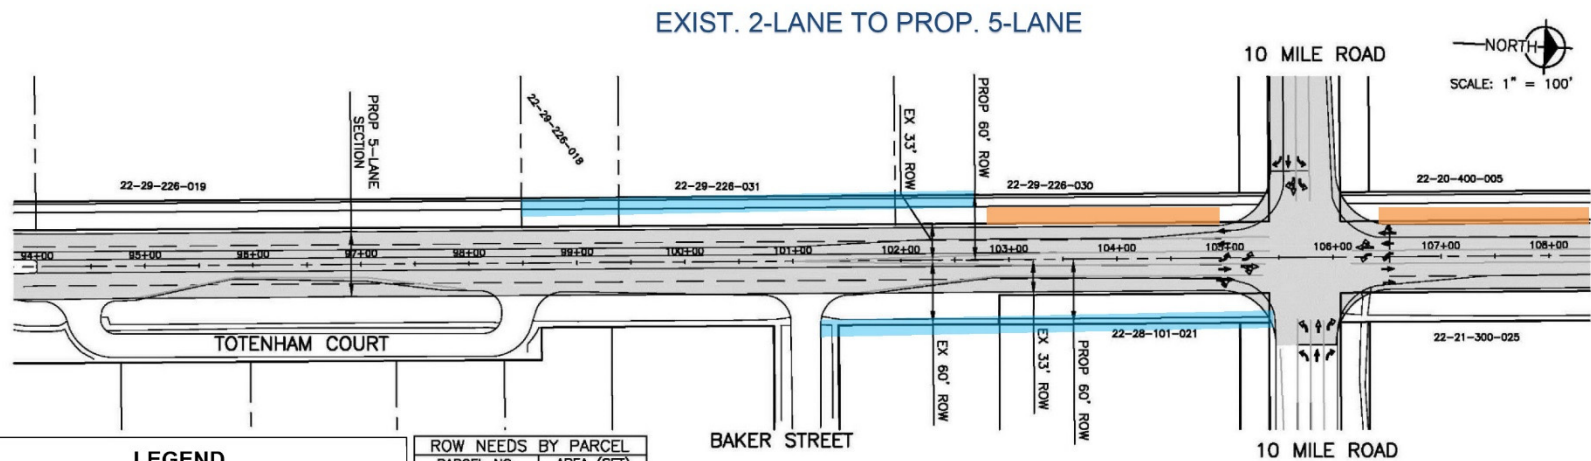 EXIST. 2-LANE TO PROP. 5-LANE
NORTH
SCALE: 1" = 100'
10 MILE ROAD
PROP 5-LANE
SECTION
22-29-226-018
EX 33' ROW
PROP 60' ROW
22-29-226-019
22-29-226-031
22-29-226-030
22-20-400-005
94+00
95+00
96+00
97+00
98+00
99+00
100+00
101+00
102+00
103+00
104+00
105+00
106+00
107+00
108+00
TOTENHAM COURT
22-28-101-021
22-21-300-025
EX 60' ROW
EX 33' ROW
PROP 60' ROW
BAKER STREET
10 MILE ROAD
LEGEND
ROW NEEDS BY PARCEL
PARCEL NO.
AREA (SFT)